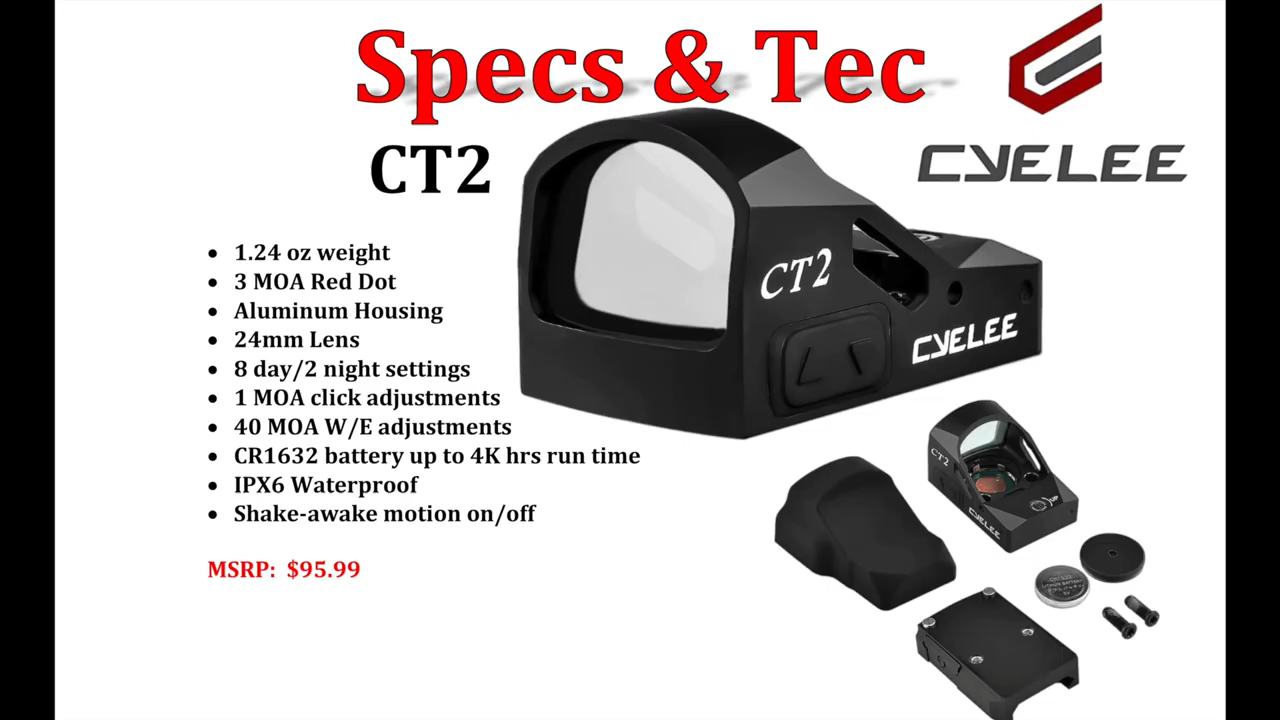 Specs & Tec
CT2
CYELEE
• 1.24 oz weight
• 3 MOA Red Dot
• Aluminum Housing
• 24mm Lens
• 8 day/2 night settings
• 1 MOA click adjustments
• 40 MOA W/E adjustments
• CR1632 battery up to 4K hrs run time
• IPX6 Waterproof
• Shake-awake motion on/off
MSRP: $95.99
CT2
CYELEE
CT2
UP
CYELEE